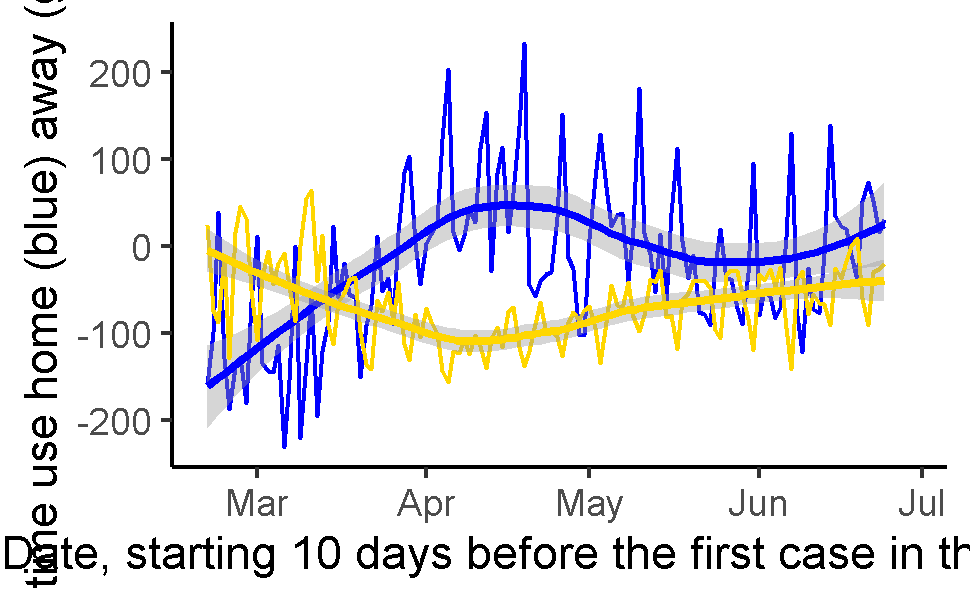 time use home (blue) away (
200
100
0
-100
-200
Mar Apr May Jun Jul
Date, starting 10 days before the first case in th